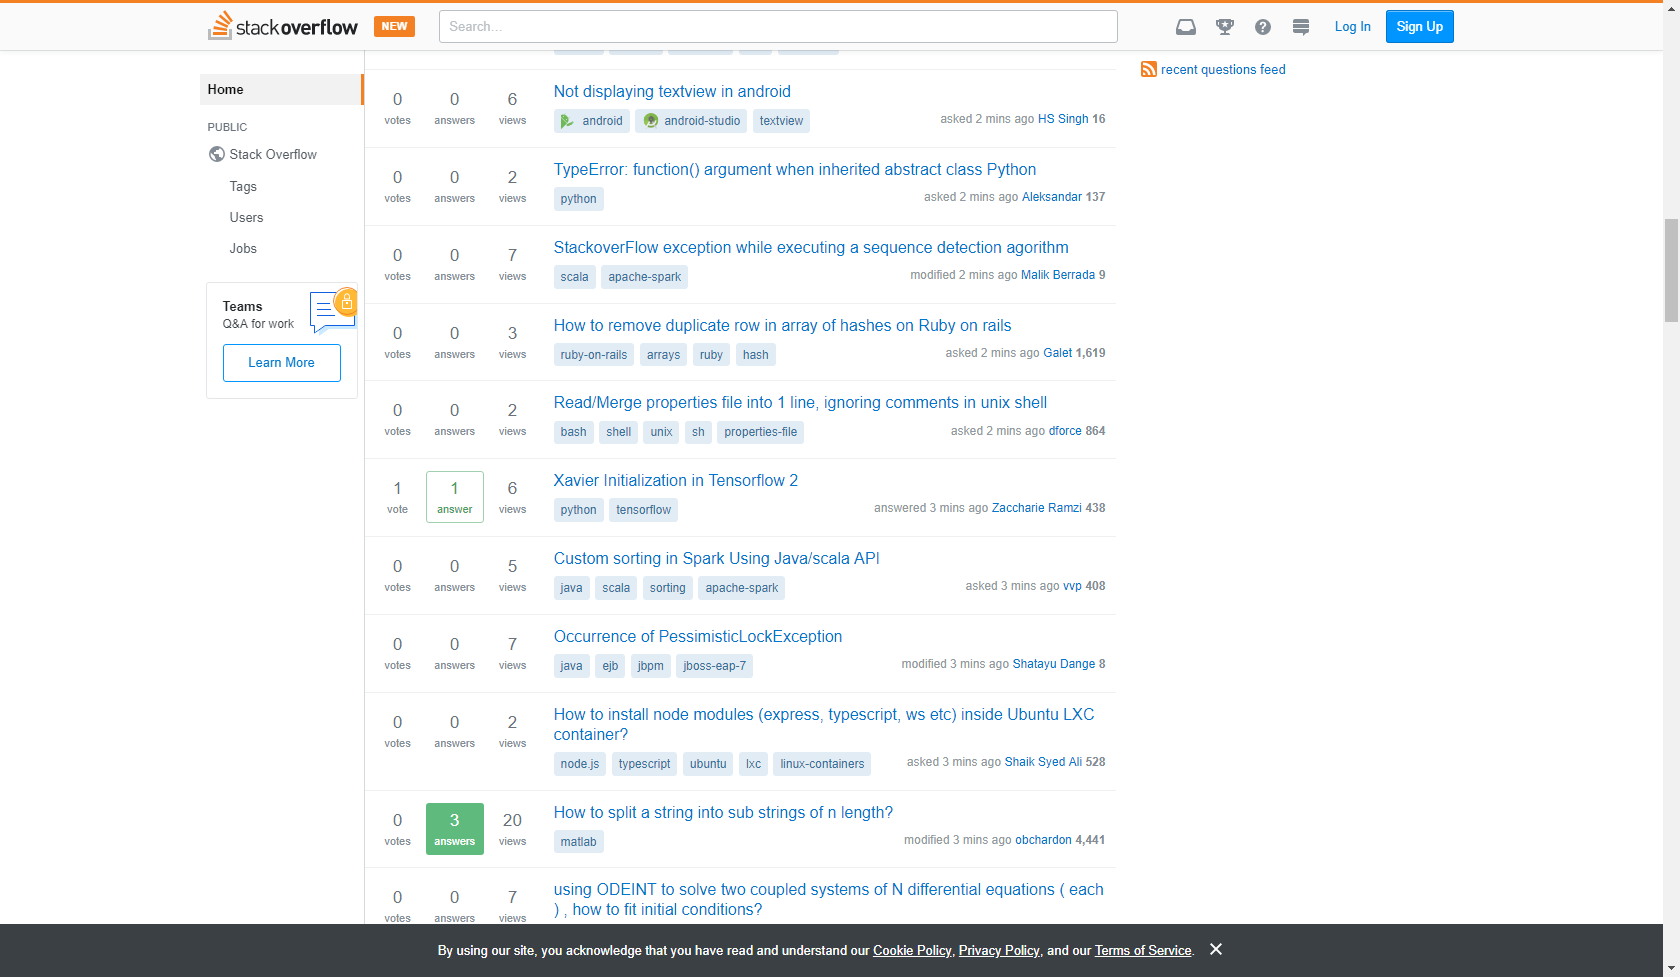 stackoverflow NEW Search... Log In Sign Up
Home
PUBLIC
Stack Overflow
Tags
Users
Jobs
Teams
Q&A for work
Learn More
0 votes 0 answers 6 views
Not displaying textview in android
android android-studio textview
asked 2 mins ago HS Singh 16
0 votes 0 answers 2 views
TypeError: function() argument when inherited abstract class Python
python
asked 2 mins ago Aleksandar 137
0 votes 0 answers 7 views
StackoverFlow exception while executing a sequence detection agorithm
scala apache-spark
modified 2 mins ago Malik Berrada 9
0 votes 0 answers 3 views
How to remove duplicate row in array of hashes on Ruby on rails
ruby-on-rails arrays ruby hash
asked 2 mins ago Galet 1,619
0 votes 0 answers 2 views
Read/Merge properties file into 1 line, ignoring comments in unix shell
bash shell unix sh properties-file
asked 2 mins ago dforce 864
1 vote 1 answer 6 views
Xavier Initialization in Tensorflow 2
python tensorflow
answered 3 mins ago Zaccharie Ramzi 438
0 votes 0 answers 5 views
Custom sorting in Spark Using Java/scala API
java scala sorting apache-spark
asked 3 mins ago vvp 408
0 votes 0 answers 7 views
Occurrence of PessimisticLockException
java ejb jbpm jboss-eap-7
modified 3 mins ago Shatayu Dange 8
0 votes 0 answers 2 views
How to install node modules (express, typescript, ws etc) inside Ubuntu LXC
container?
node.js typescript ubuntu lxc linux-containers
asked 3 mins ago Shaik Syed Ali 528
0 votes 3 answers 20 views
How to split a string into sub strings of n length?
matlab
modified 3 mins ago obchardon 4,441
0 votes 0 answers 7 views
using ODEINT to solve two coupled systems of N differential equations ( each
) , how to fit initial conditions?
recent questions feed
By using our site, you acknowledge that you have read and understand our Cookie Policy, Privacy Policy, and our Terms of Service.